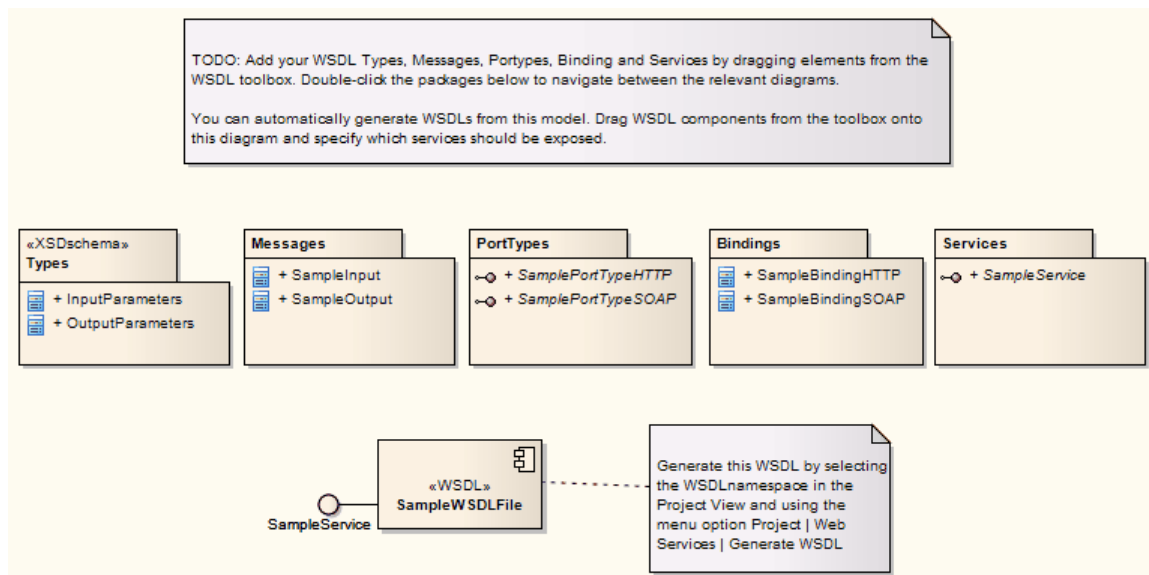 TODO: Add your WSDL Types, Messages, Portypes, Binding and Services by dragging elements from the
WSDL toolbox. Double-click the packages below to navigate between the relevant diagrams.
You can automatically generate WSDLs from this model. Drag WSDL components from the toolbox onto
this diagram and specify which services should be exposed.
«XSDschema»
Types
+ InputParameters
+ OutputParameters
Messages
+ SampleInput
+ SampleOutput
PortTypes
+ SamplePortTypeHTTP
+ SamplePortTypeSOAP
Bindings
+ SampleBindingHTTP
+ SampleBindingSOAP
Services
+ SampleService
SampleService
«WSDL»
SampleWSDLFile
Generate this WSDL by selecting
the WSDLnamespace in the
Project View and using the
menu option Project | Web
Services | Generate WSDL